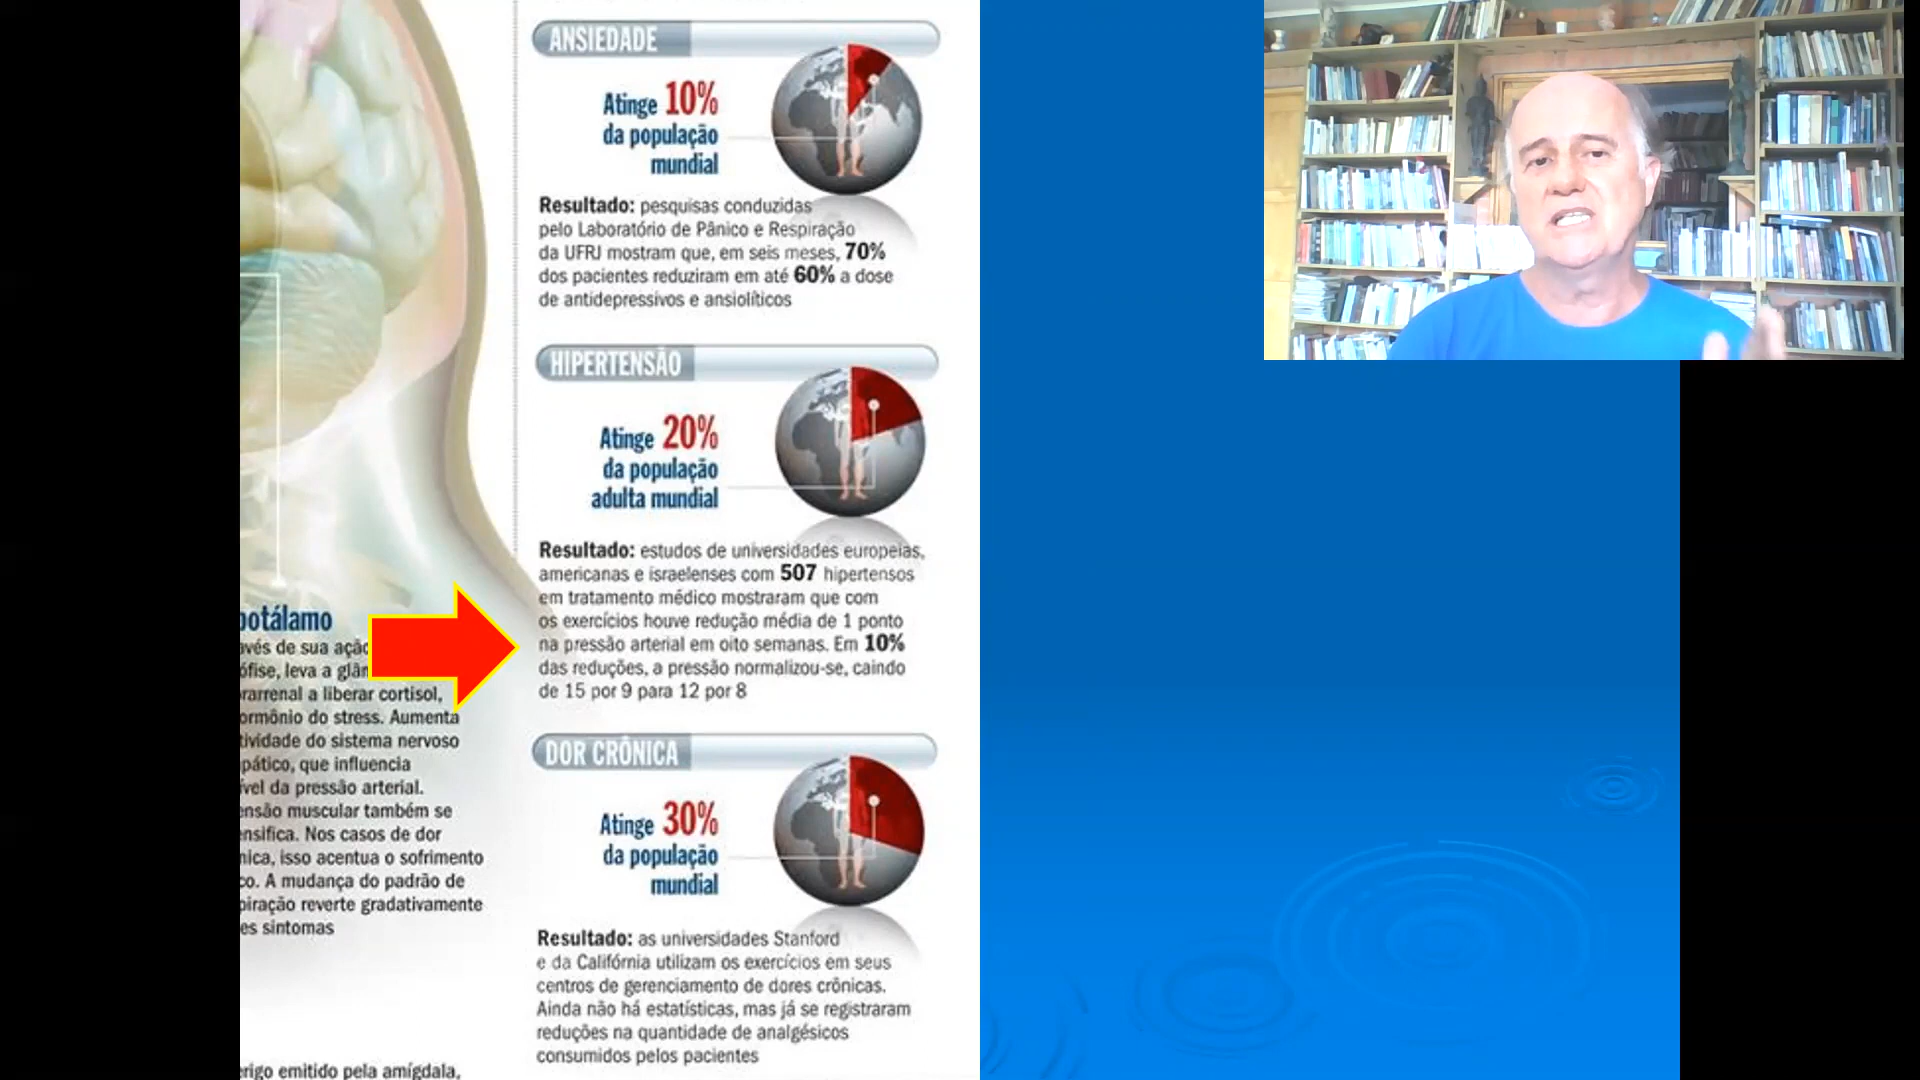 ANSIEDADE
Atinge 10%
da população
mundial
Resultado: pesquisas conduzidas
pelo Laboratório de Pânico e Respiração
da UFRJ mostram que, em seis meses, 70%
dos pacientes reduziram em até 60% a dose
de antidepressivos e ansiolíticos
HIPERTENSÃO
Atinge 20%
da população
adulta mundial
Resultado: estudos de universidades europeias,
americanas e israelenses com 507 hipertensos
em tratamento médico mostraram que com
os exercícios houve redução média de 1 ponto
na pressão arterial em oito semanas. Em 10%
das reduções, a pressão normalizou-se, caindo
de 15 por 9 para 12 por 8
DOR CRÔNICA
Atinge 30%
da população
mundial
Resultado: as universidades Stanford
e da Califórnia utilizam os exercícios em seus
centros de gerenciamento de dores crônicas.
Ainda não há estatísticas, mas já se registraram
reduções na quantidade de analgésicos
consumidos pelos pacientes
potálamo
avés de sua ação
ófise, leva a glân
rarrenal a liberar cortisol,
ormônio do stress. Aumenta
tividade do sistema nervoso
pático, que influencia
ível da pressão arterial.
ensão muscular também se
ensifica. Nos casos de dor
nica, isso acentua o sofrimento
co. A mudança do padrão de
piração reverte gradativamente
es sintomas
erigo emitido pela amígdala,